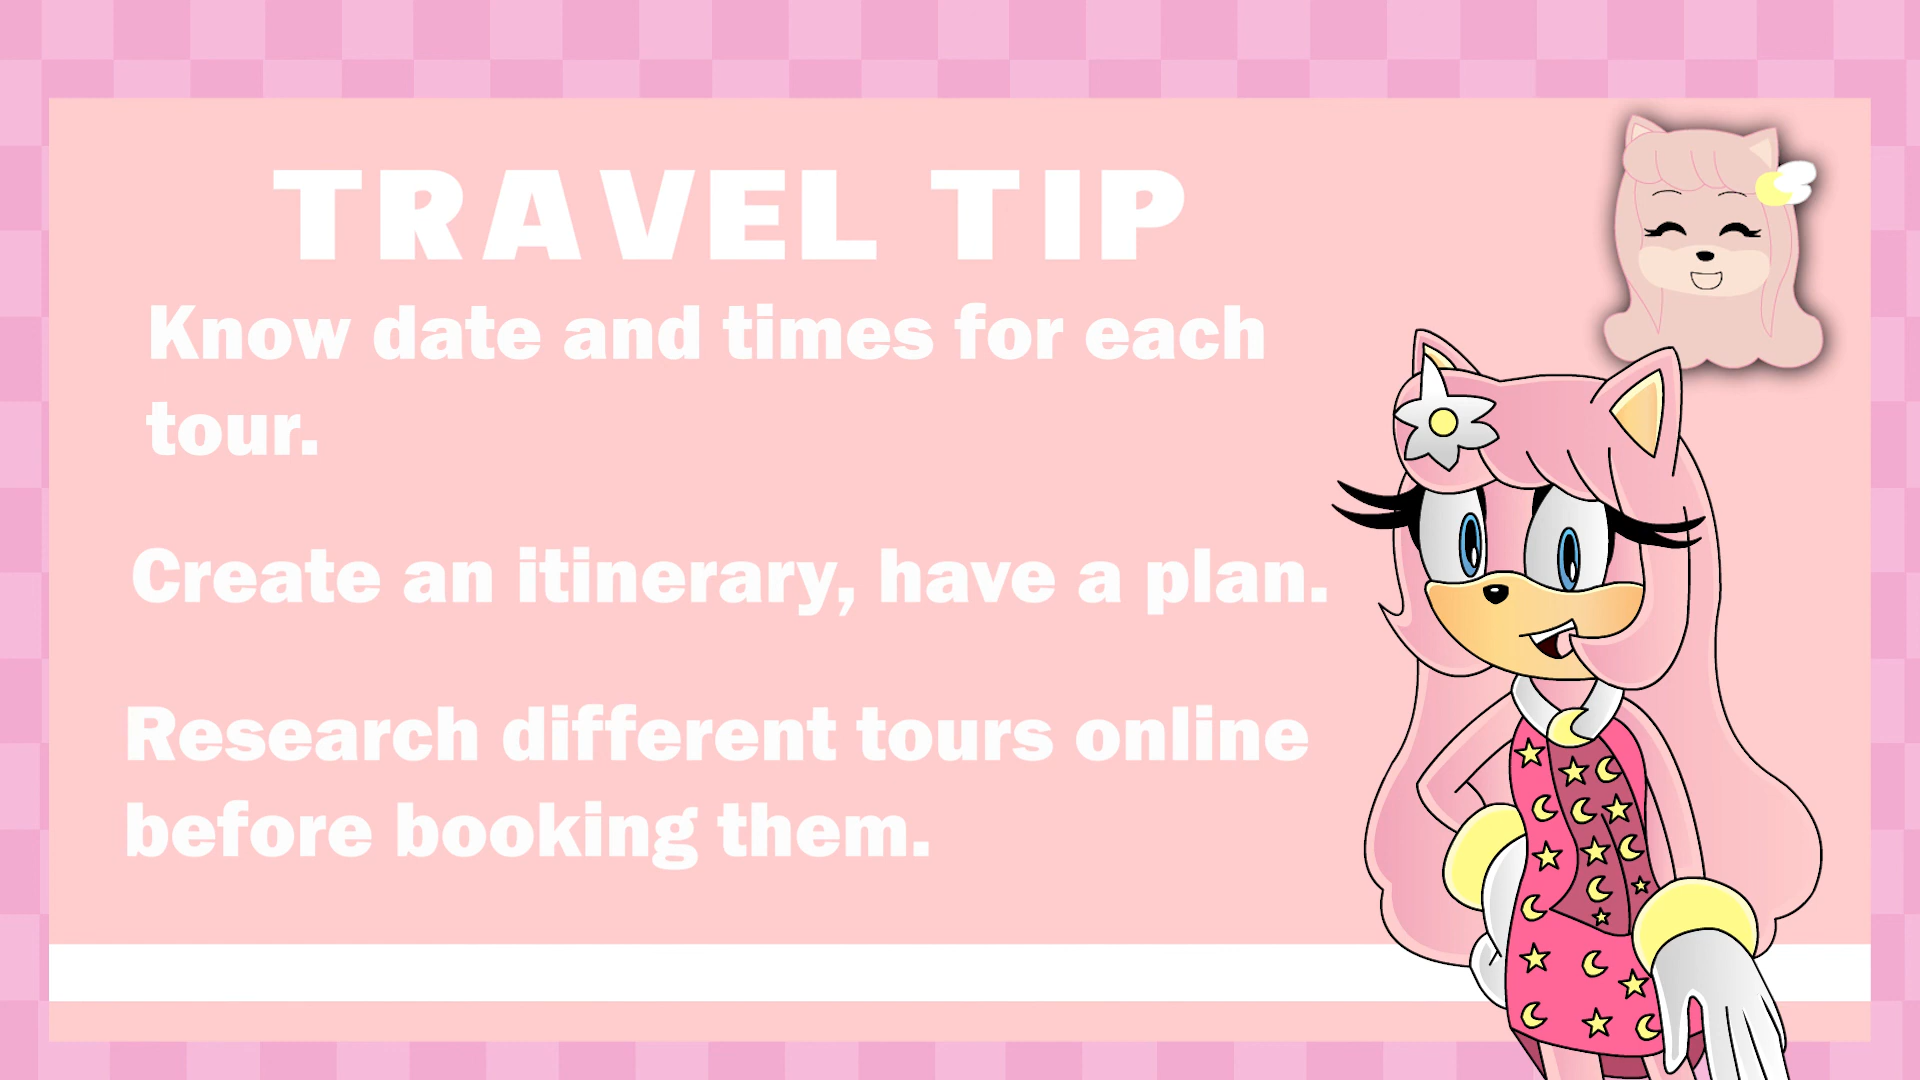 TRAVEL TIP
Know date and times for each
tour.
Create an itinerary, have a plan.
Research different tours online
before booking them.